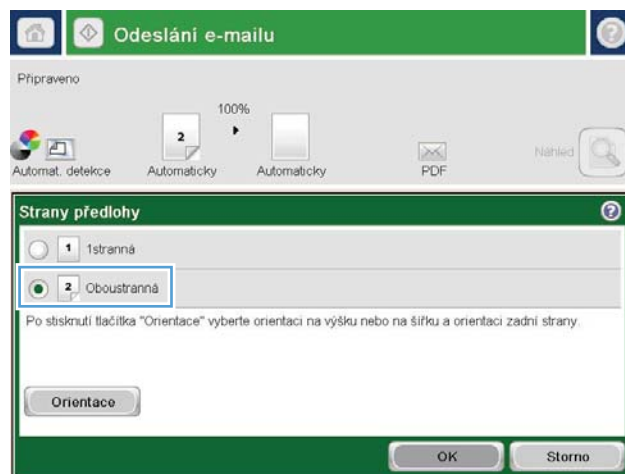 Odeslání e-mailu
?
Připraveno
100%
2
Automat. detekce Automaticky Automaticky PDF Náhled
Strany předlohy ?
1 1stranná
2 Oboustranná
Po stisknutí tlačítka "Orientace" vyberte orientaci na výšku nebo na šířku a orientaci zadní strany.
Orientace
OK Storno